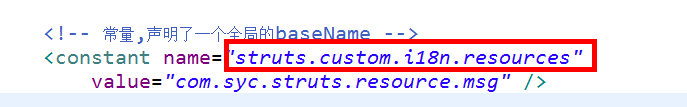 <!-- 常量,声明了一个全局的baseName -->
<constant name="struts.custom.i18n.resources"
value="com.syc.struts.resource.msg" />